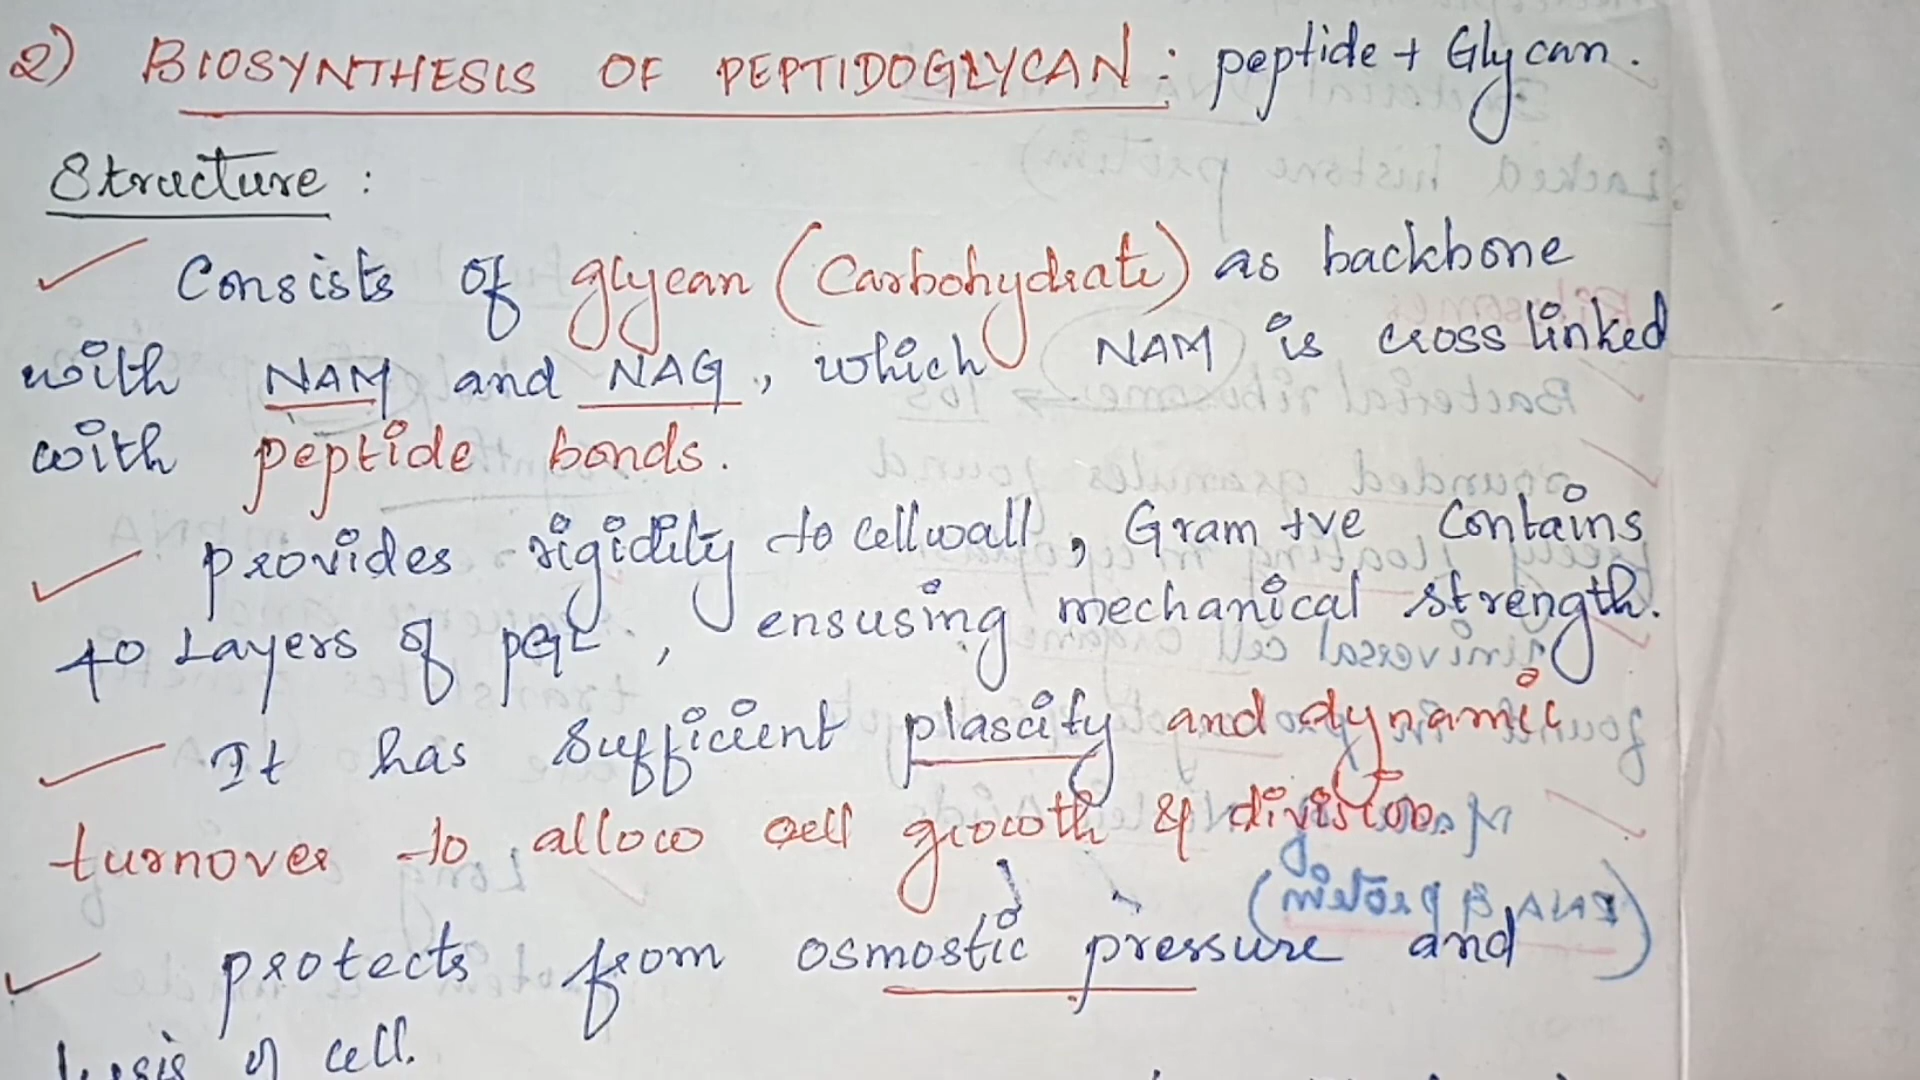 2) BIOSYNTHESIS OF PEPTIDOGLYCAN: peptide + Glycan.
Structure :
Consists of glycan (Carbohydrate) as backbone
with NAM and NAG, which NAM is cross linked
with peptide bonds.
provides rigidity to cellwall, Gram +ve contains
40 Layers of PGL, ensusing mechanical strength.
It has sufficient plascity and dynamic
turnover to allow cell growth & division.
protects from osmostic pressure and
lysis of cell.